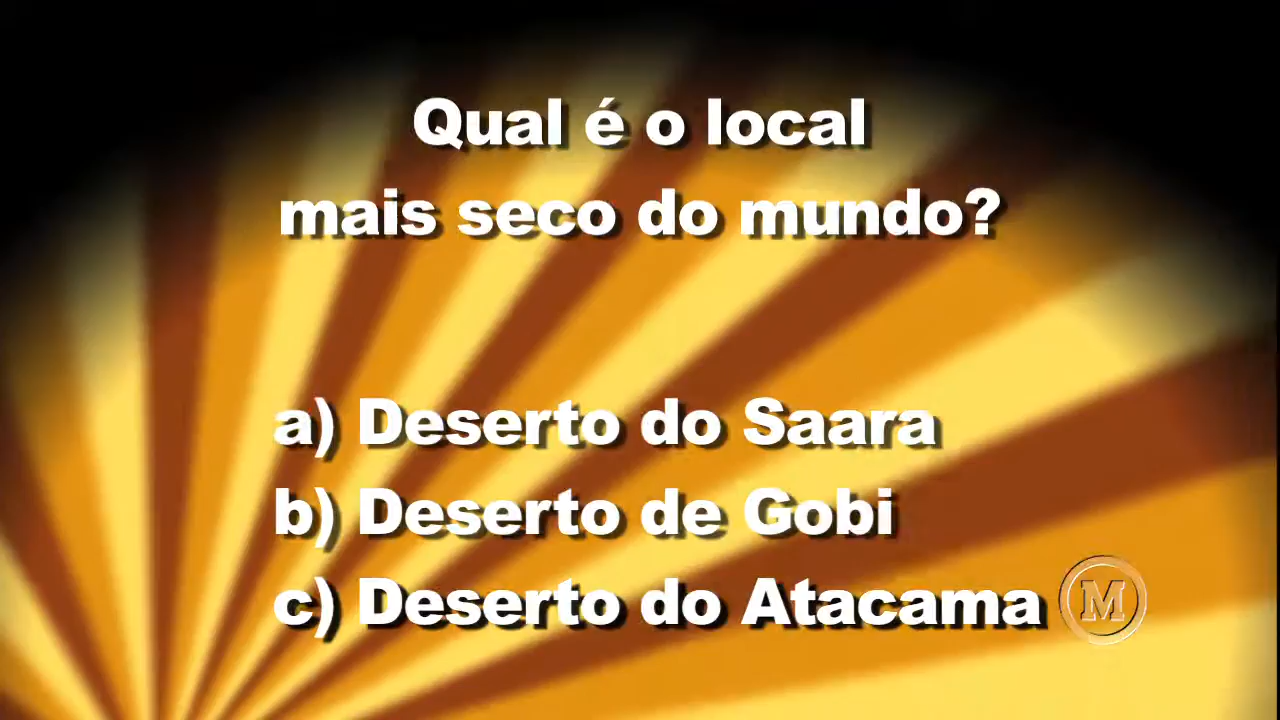 Qual é o local
mais seco do mundo?
a) Deserto do Saara
b) Deserto de Gobi
c) Deserto do Atacama
M